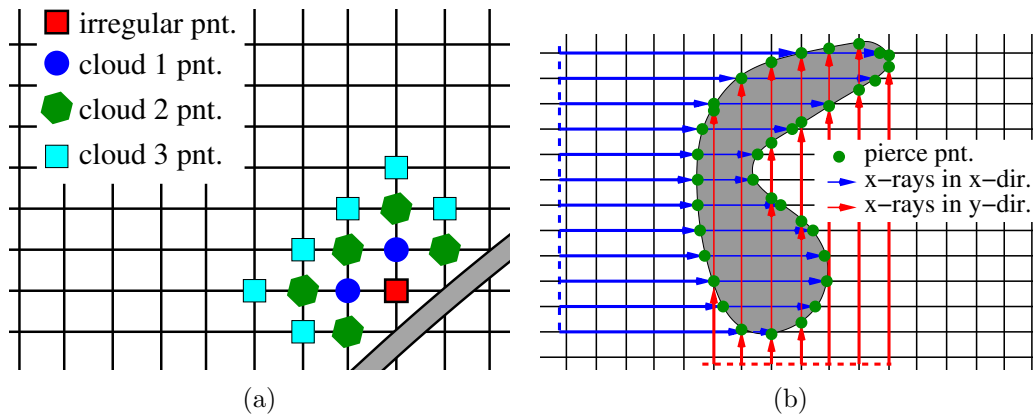 irregular pnt.
cloud 1 pnt.
cloud 2 pnt.
cloud 3 pnt.
pierce pnt.
x−rays in x−dir.
x−rays in y−dir.
(a)
(b)